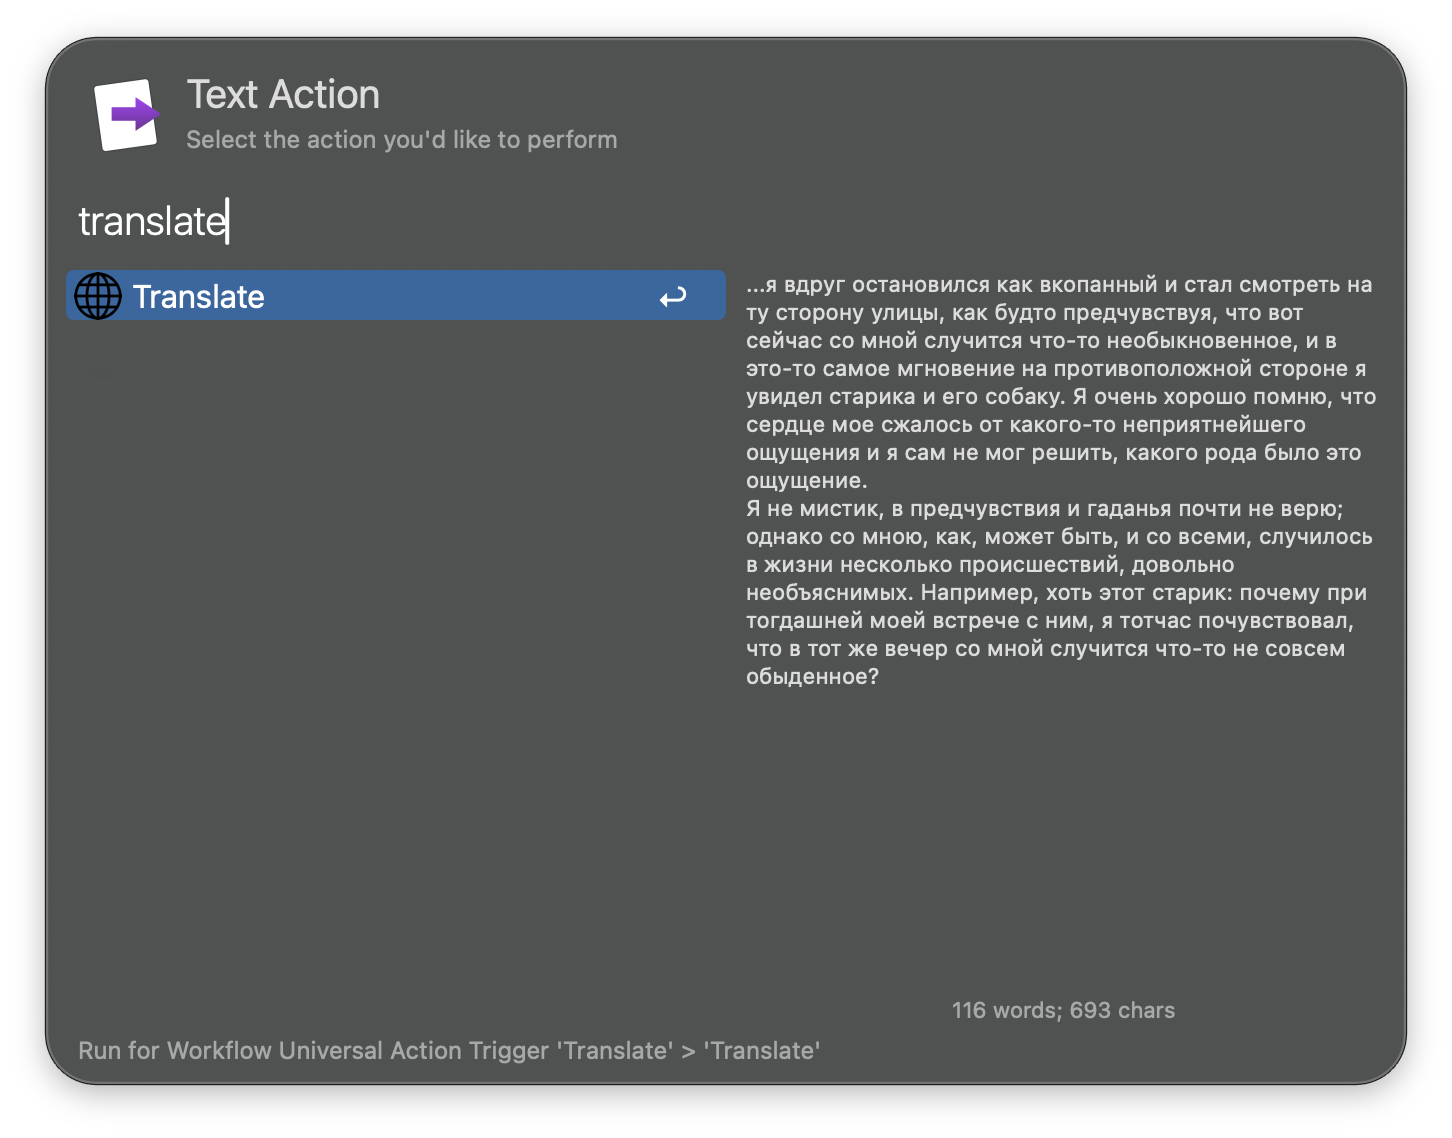 Text Action
Select the action you'd like to perform
translate
Translate
...я вдруг остановился как вкопанный и стал смотреть на
ту сторону улицы, как будто предчувствуя, что вот
сейчас со мной случится что-то необыкновенное, и в
это-то самое мгновение на противоположной стороне я
увидел старика и его собаку. Я очень хорошо помню, что
сердце мое сжалось от какого-то неприятнейшего
ощущения и я сам не мог решить, какого рода было это
ощущение.
Я не мистик, в предчувствия и гаданья почти не верю;
однако со мною, как, может быть, и со всеми, случилось
в жизни несколько происшествий, довольно
необъяснимых. Например, хоть этот старик: почему при
тогдашней моей встрече с ним, я тотчас почувствовал,
что в тот же вечер со мной случится что-то не совсем
обыденное?
116 words; 693 chars
Run for Workflow Universal Action Trigger 'Translate' > 'Translate'